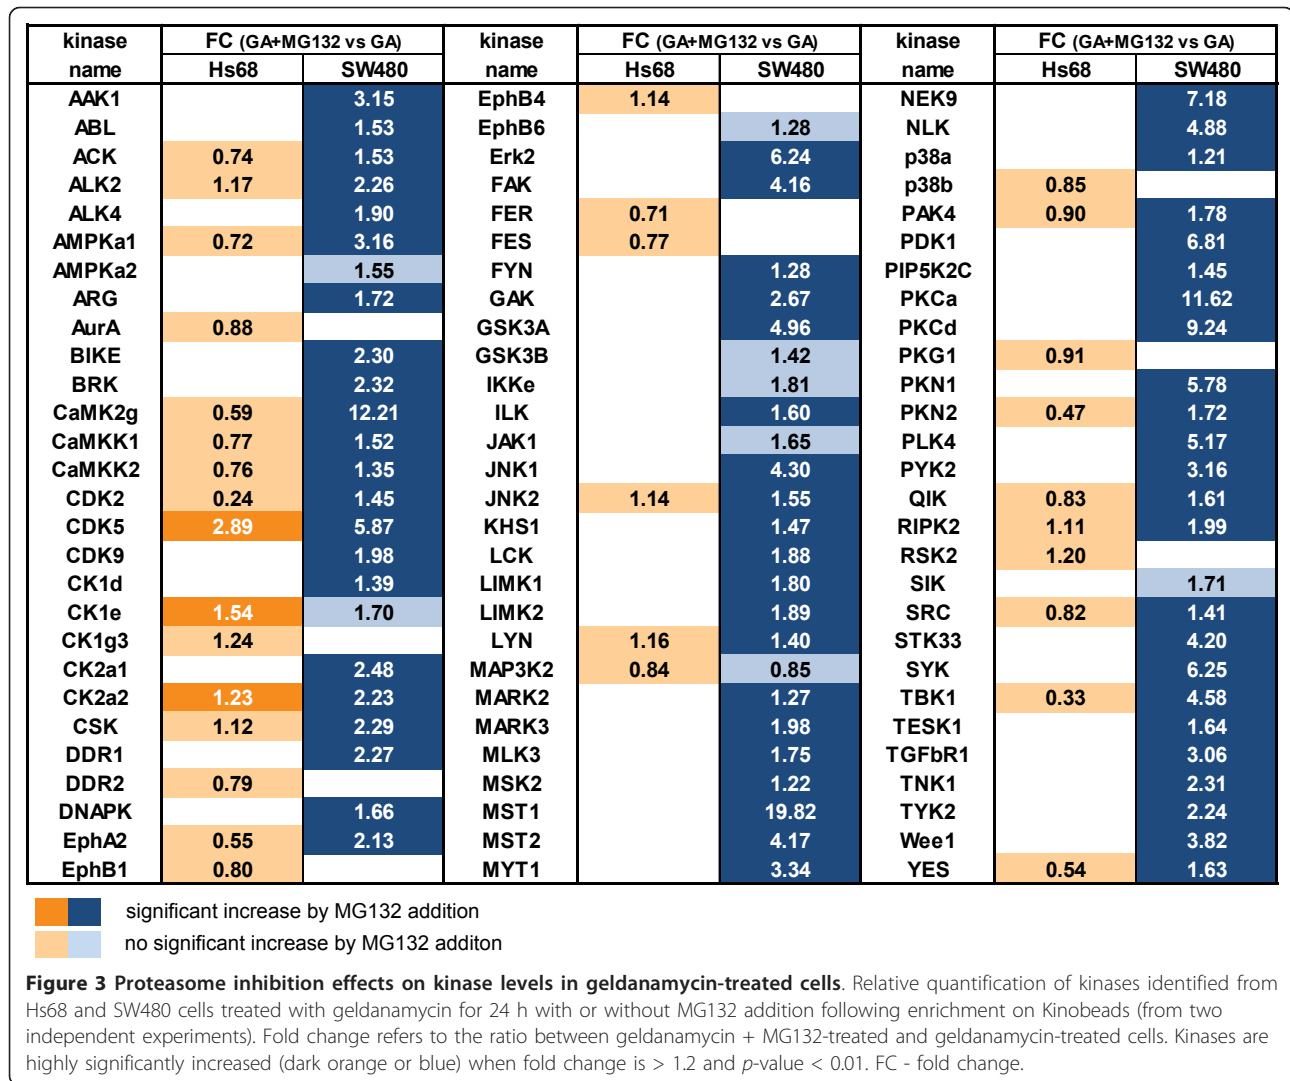 kinase FC (GA+MG132 vs GA) kinase FC (GA+MG132 vs GA) kinase FC (GA+MG132 vs GA)
name Hs68 SW480 name Hs68 SW480 name Hs68 SW480
AAK1 3.15 EphB4 1.14 NEK9 7.18
ABL 1.53 EphB6 1.28 NLK 4.88
ACK 0.74 1.53 Erk2 6.24 p38a 1.21
ALK2 1.17 2.26 FAK 4.16 p38b 0.85
ALK4 1.90 FER 0.71 PAK4 0.90 1.78
AMPKa1 0.72 3.16 FES 0.77 PDK1 6.81
AMPKa2 1.55 FYN 1.28 PIP5K2C 1.45
ARG 1.72 GAK 2.67 PKCa 11.62
AurA 0.88 GSK3A 4.96 PKCd 9.24
BIKE 2.30 GSK3B 1.42 PKG1 0.91
BRK 2.32 IKKe 1.81 PKN1 5.78
CaMK2g 0.59 12.21 ILK 1.60 PKN2 0.47 1.72
CaMKK1 0.77 1.52 JAK1 1.65 PLK4 5.17
CaMKK2 0.76 1.35 JNK1 4.30 PYK2 3.16
CDK2 0.24 1.45 JNK2 1.14 1.55 QIK 0.83 1.61
CDK5 2.89 5.87 KHS1 1.47 RIPK2 1.11 1.99
CDK9 1.98 LCK 1.88 RSK2 1.20
CK1d 1.39 LIMK1 1.80 SIK 1.71
CK1e 1.54 1.70 LIMK2 1.89 SRC 0.82 1.41
CK1g3 1.24 LYN 1.16 1.40 STK33 4.20
CK2a1 2.48 MAP3K2 0.84 0.85 SYK 6.25
CK2a2 1.23 2.23 MARK2 1.27 TBK1 0.33 4.58
CSK 1.12 2.29 MARK3 1.98 TESK1 1.64
DDR1 2.27 MLK3 1.75 TGFbR1 3.06
DDR2 0.79 MSK2 1.22 TNK1 2.31
DNAPK 1.66 MST1 19.82 TYK2 2.24
EphA2 0.55 2.13 MST2 4.17 Wee1 3.82
EphB1 0.80 MYT1 3.34 YES 0.54 1.63
significant increase by MG132 addition
no significant increase by MG132 additon
Figure 3 Proteasome inhibition effects on kinase levels in geldanamycin-treated cells. Relative quantification of kinases identified from
Hs68 and SW480 cells treated with geldanamycin for 24 h with or without MG132 addition following enrichment on Kinobeads (from two
independent experiments). Fold change refers to the ratio between geldanamycin + MG132-treated and geldanamycin-treated cells. Kinases are
highly significantly increased (dark orange or blue) when fold change is > 1.2 and p-value < 0.01. FC - fold change.